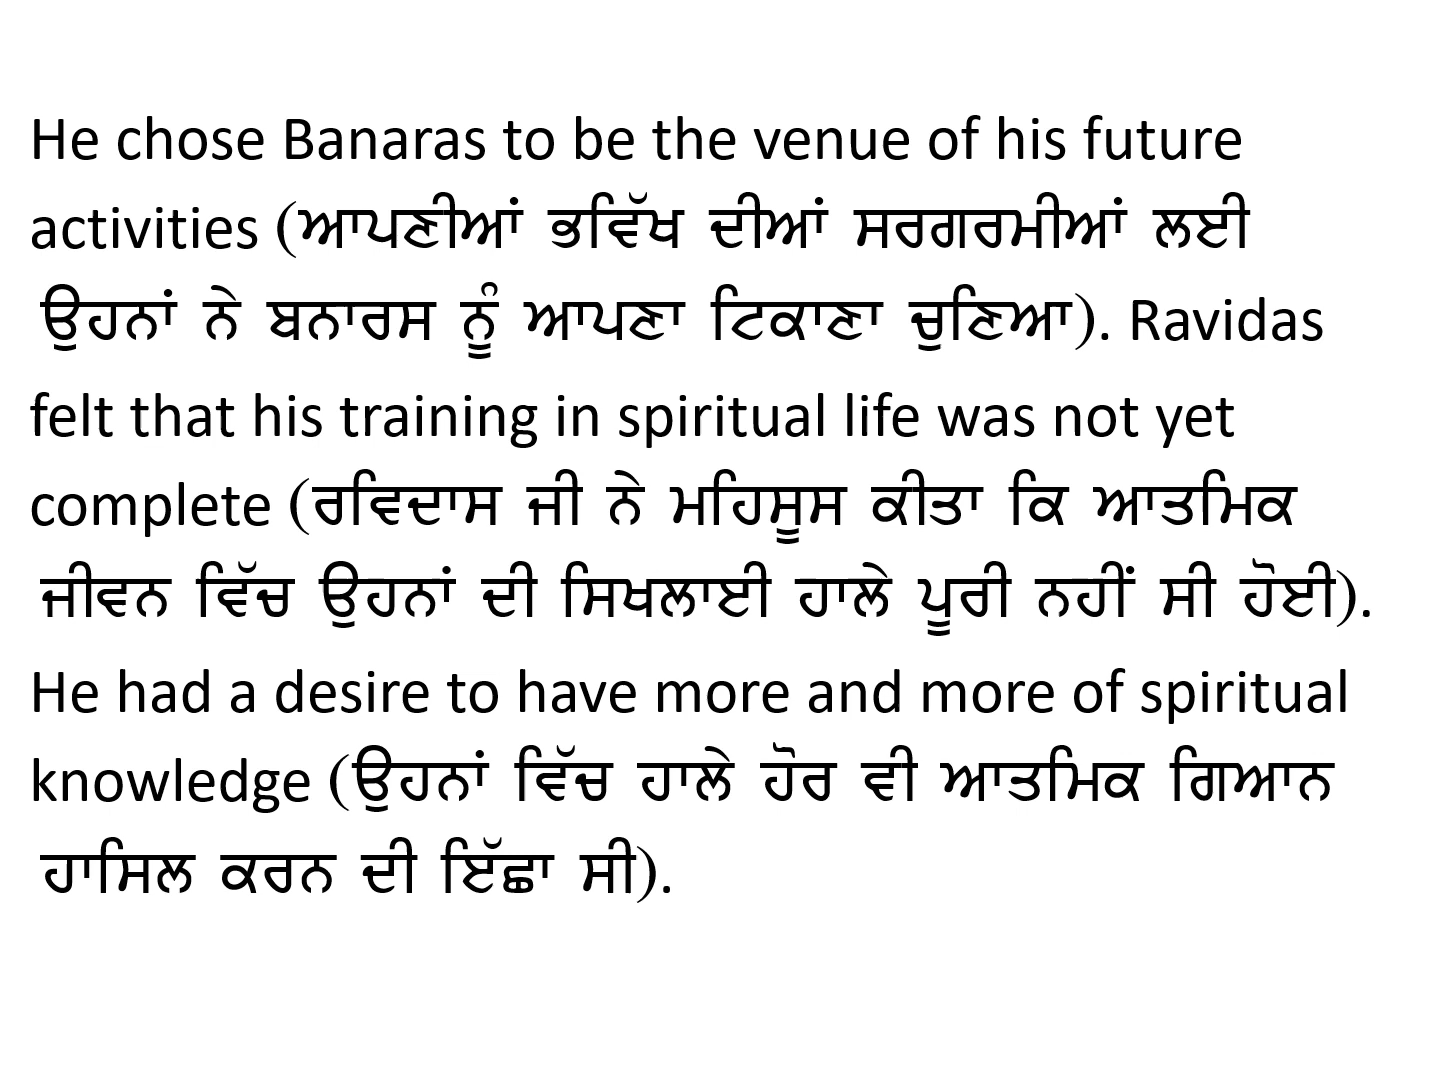 He chose Banaras to be the venue of his future
activities (ਆਪਣੀਆਂ ਭਵਿੱਖ ਦੀਆਂ ਸਰਗਰਮੀਆਂ ਲਈ
ਉਹਨਾਂ ਨੇ ਬਨਾਰਸ ਨੂੰ ਆਪਣਾ ਟਿਕਾਣਾ ਚੁਣਿਆ). Ravidas
felt that his training in spiritual life was not yet
complete (ਰਵਿਦਾਸ ਜੀ ਨੇ ਮਹਿਸੂਸ ਕੀਤਾ ਕਿ ਆਤਮਿਕ
ਜੀਵਨ ਵਿੱਚ ਉਹਨਾਂ ਦੀ ਸਿਖਲਾਈ ਹਾਲੇ ਪੂਰੀ ਨਹੀਂ ਸੀ ਹੋਈ).
He had a desire to have more and more of spiritual
knowledge (ਉਹਨਾਂ ਵਿੱਚ ਹਾਲੇ ਹੋਰ ਵੀ ਆਤਮਿਕ ਗਿਆਨ
ਹਾਸਿਲ ਕਰਨ ਦੀ ਇੱਛਾ ਸੀ).